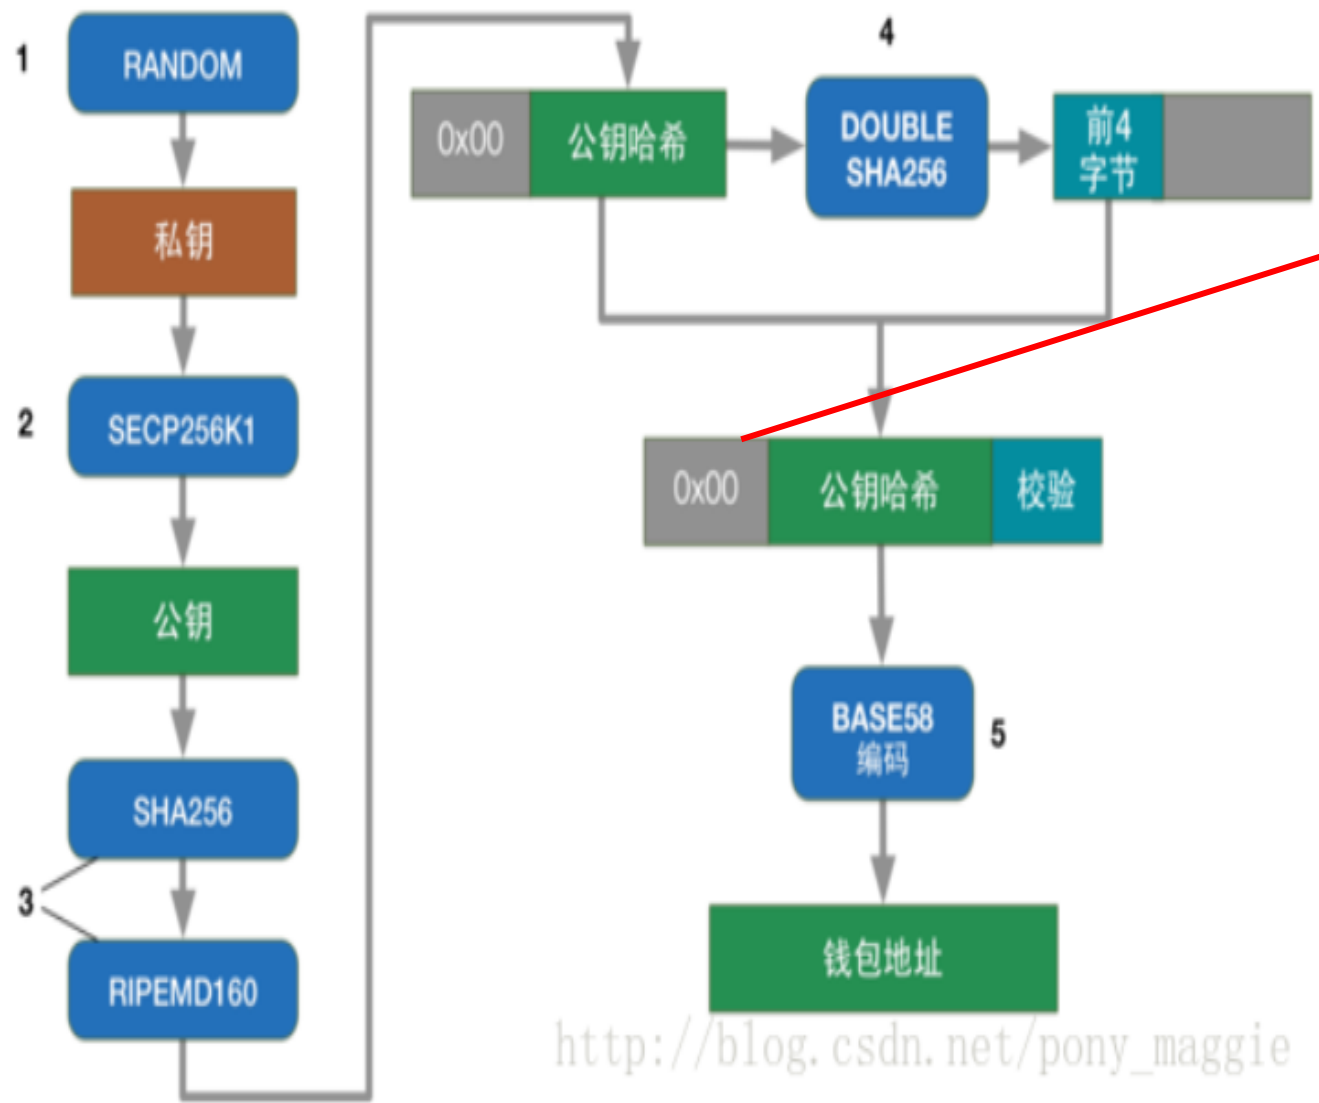 1
RANDOM
私钥
2
SECP256K1
公钥
SHA256
3
RIPEMD160
4
0x00
公钥哈希
DOUBLE
SHA256
前4
字节
0x00
公钥哈希
校验
BASE58
编码
5
钱包地址
http://blog.csdn.net/pony_maggie